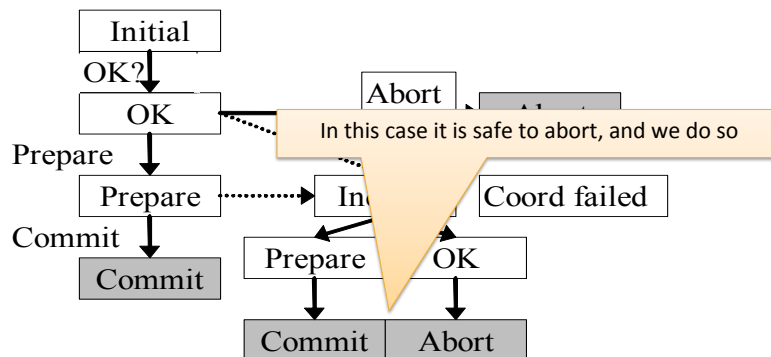 Initial
OK?
Abort
OK
In this case it is safe to abort, and we do so
Prepare
Prepare
Coord failed
Commit
Prepare
OK
Commit
Commit
Abort